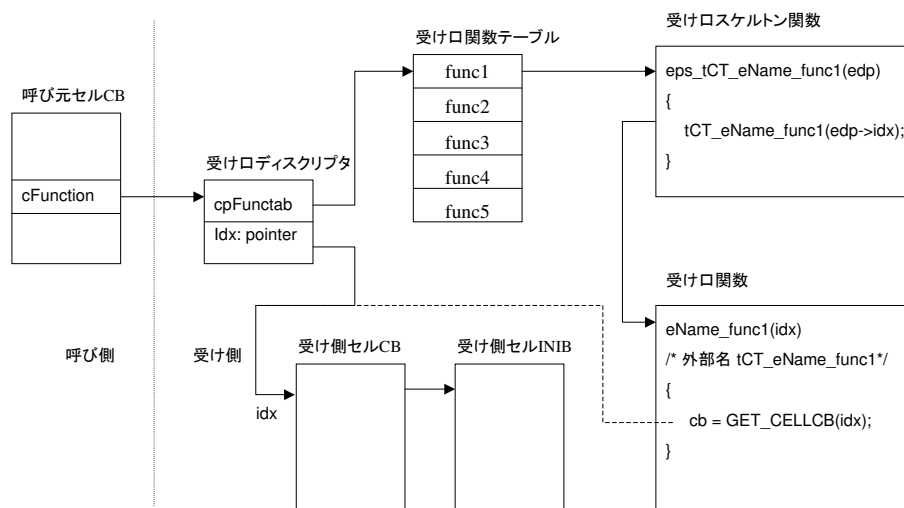 呼び元セルCB
cFunction
受け口ディスクリプタ
cpFunctab
Idx: pointer
受け口関数テーブル
func1
func2
func3
func4
func5
受け口スケルトン関数
eps_tCT_eName_func1(edp)
{
tCT_eName_func1(edp->idx);
}
呼び側
受け側
idx
受け側セルCB
受け側セルINIB
受け口関数
eName_func1(idx)
/* 外部名 tCT_eName_func1*/
{
cb = GET_CELLCB(idx);
}